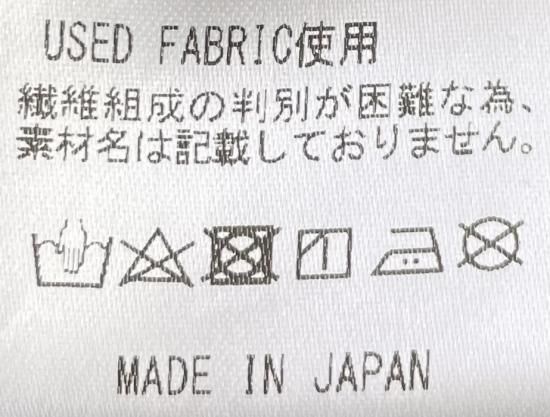 USED FABRIC使用
繊維組成の判別が困難な為、
素材名は記載しておりません。
MADE IN JAPAN